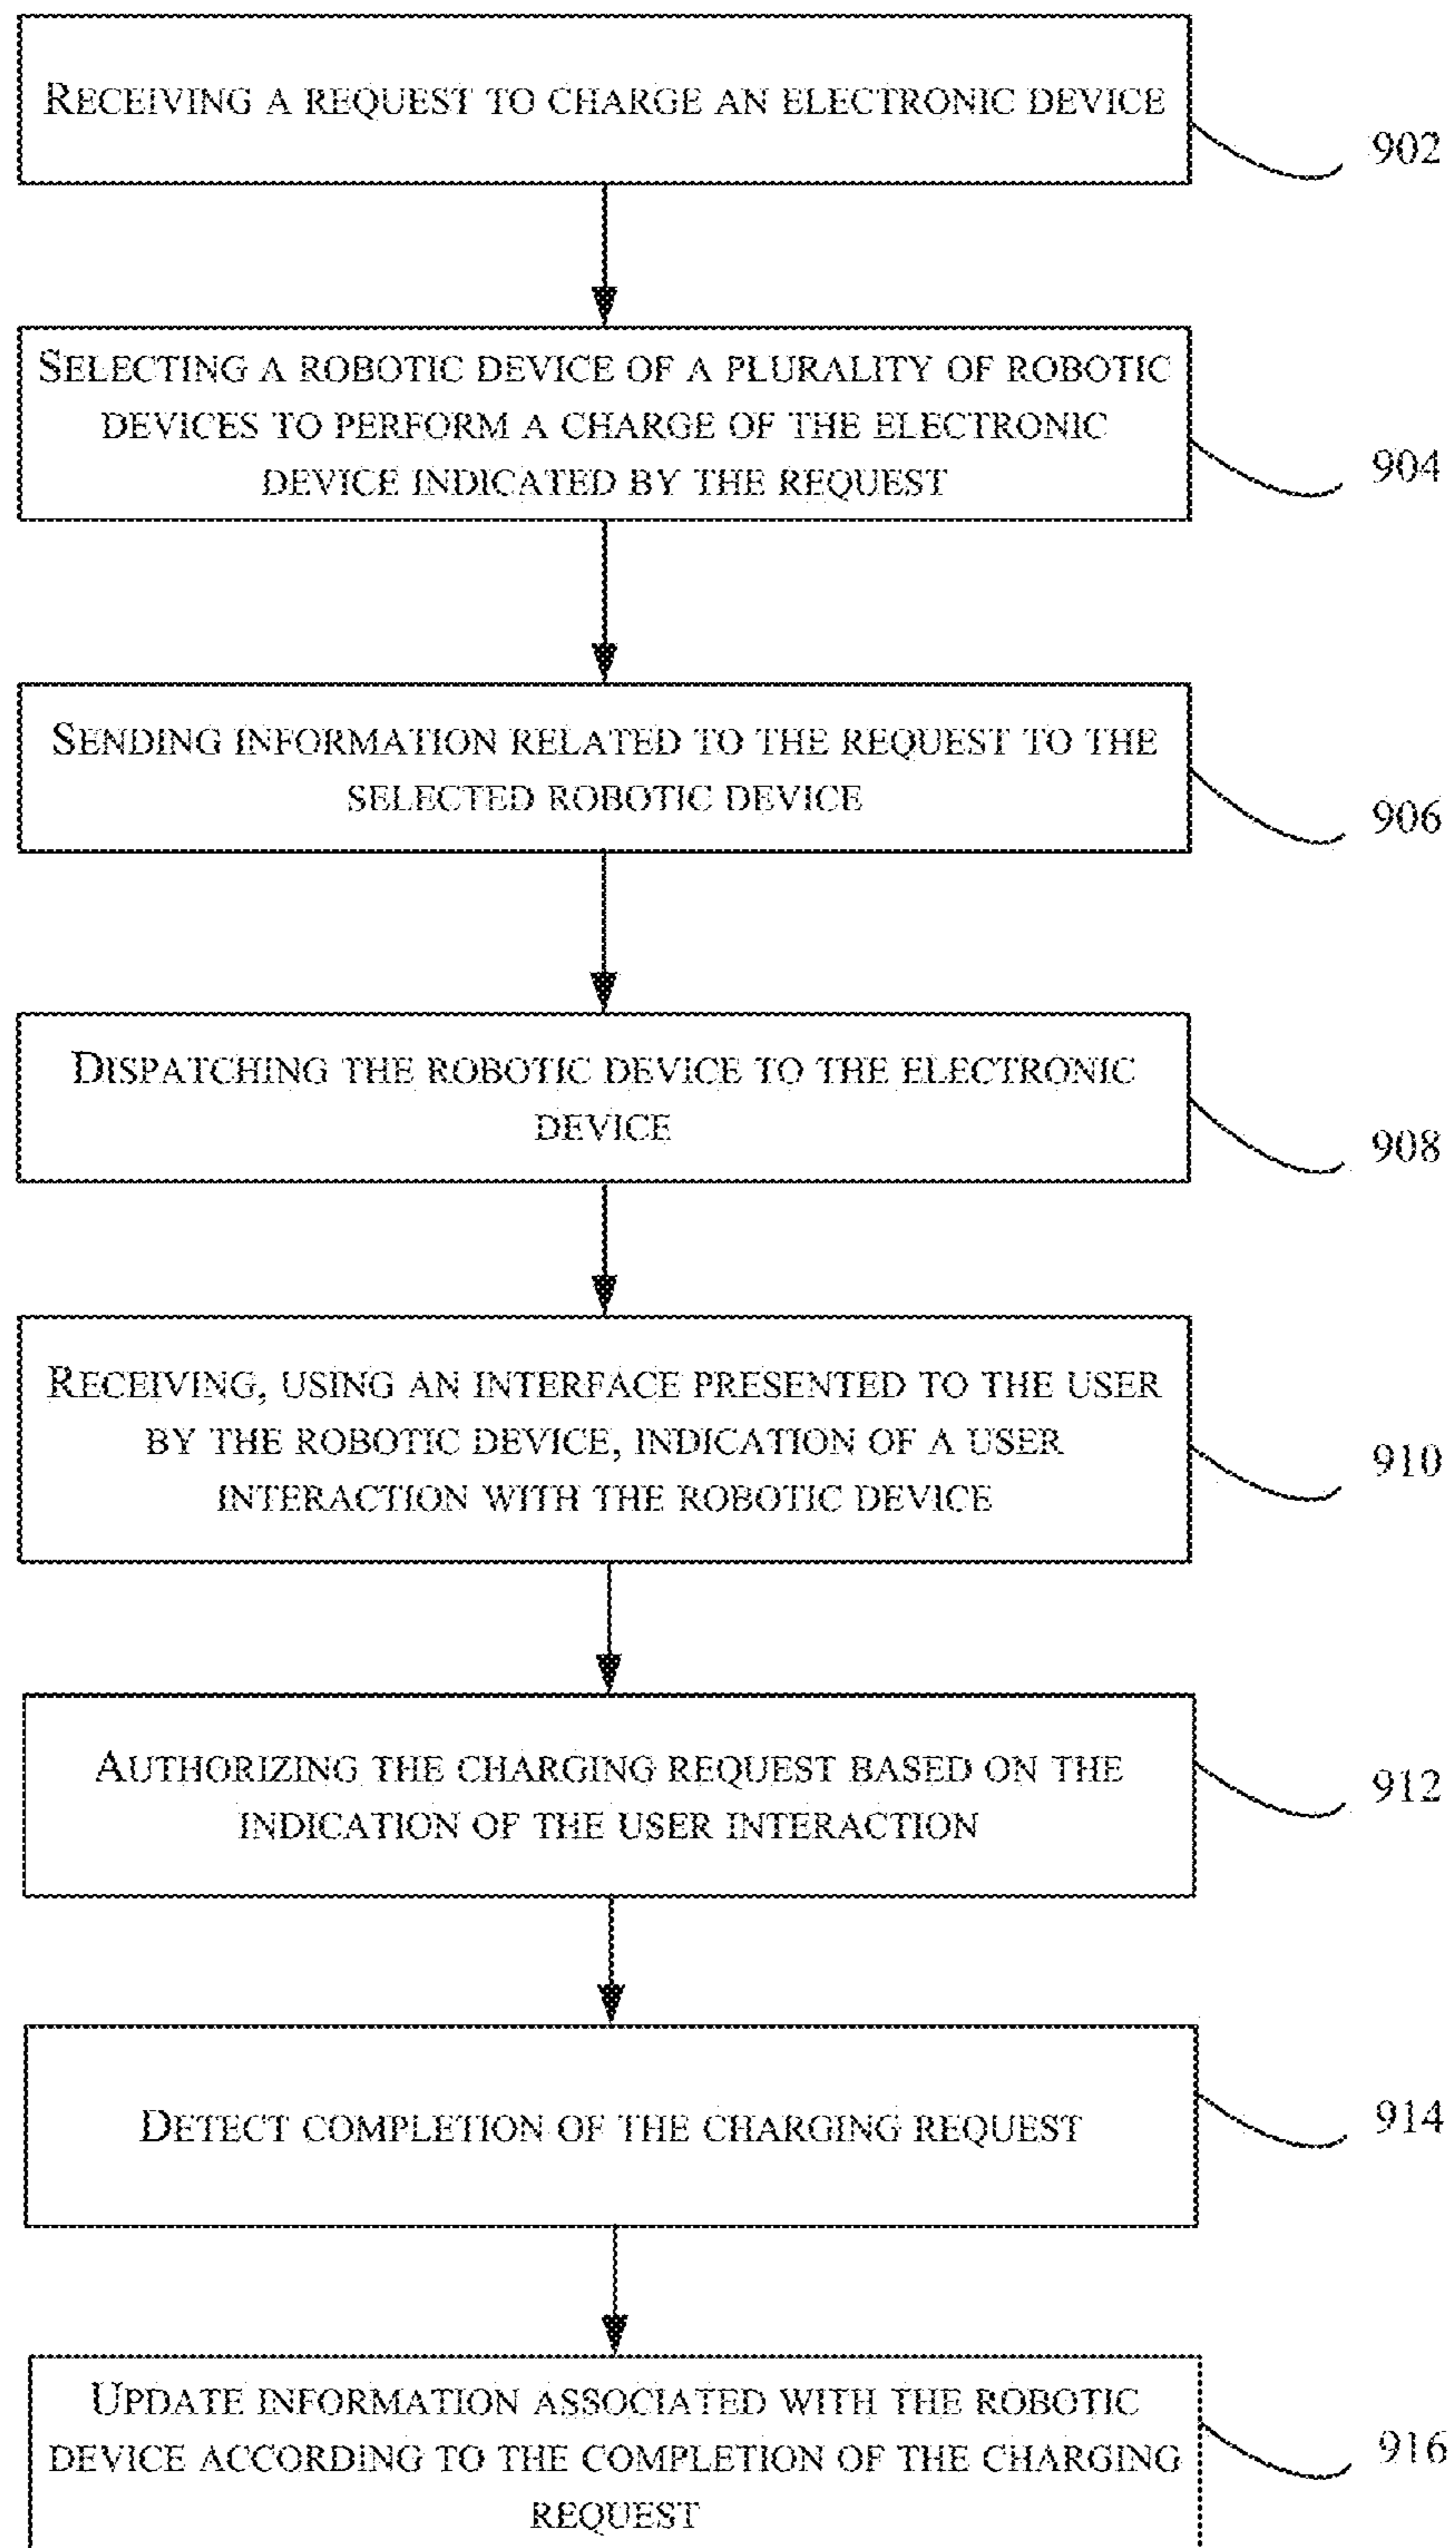 RECEIVING A REQUEST TO CHARGE AN ELECTRONIC DEVICE
902
SELECTING A ROBOTIC DEVICE OF A PLURALITY OF ROBOTIC
DEVICES TO PERFORM A CHARGE OF THE ELECTRONIC
DEVICE INDICATED BY THE REQUEST
904
SENDING INFORMATION RELATED TO THE REQUEST TO THE
SELECTED ROBOTIC DEVICE
906
DISPATCHING THE ROBOTIC DEVICE TO THE ELECTRONIC
DEVICE
908
RECEIVING, USING AN INTERFACE PRESENTED TO THE USER
BY THE ROBOTIC DEVICE, INDICATION OF A USER
INTERACTION WITH THE ROBOTIC DEVICE
910
AUTHORIZING THE CHARGING REQUEST BASED ON THE
INDICATION OF THE USER INTERACTION
912
DETECT COMPLETION OF THE CHARGING REQUEST
914
UPDATE INFORMATION ASSOCIATED WITH THE ROBOTIC
DEVICE ACCORDING TO THE COMPLETION OF THE CHARGING
REQUEST
916